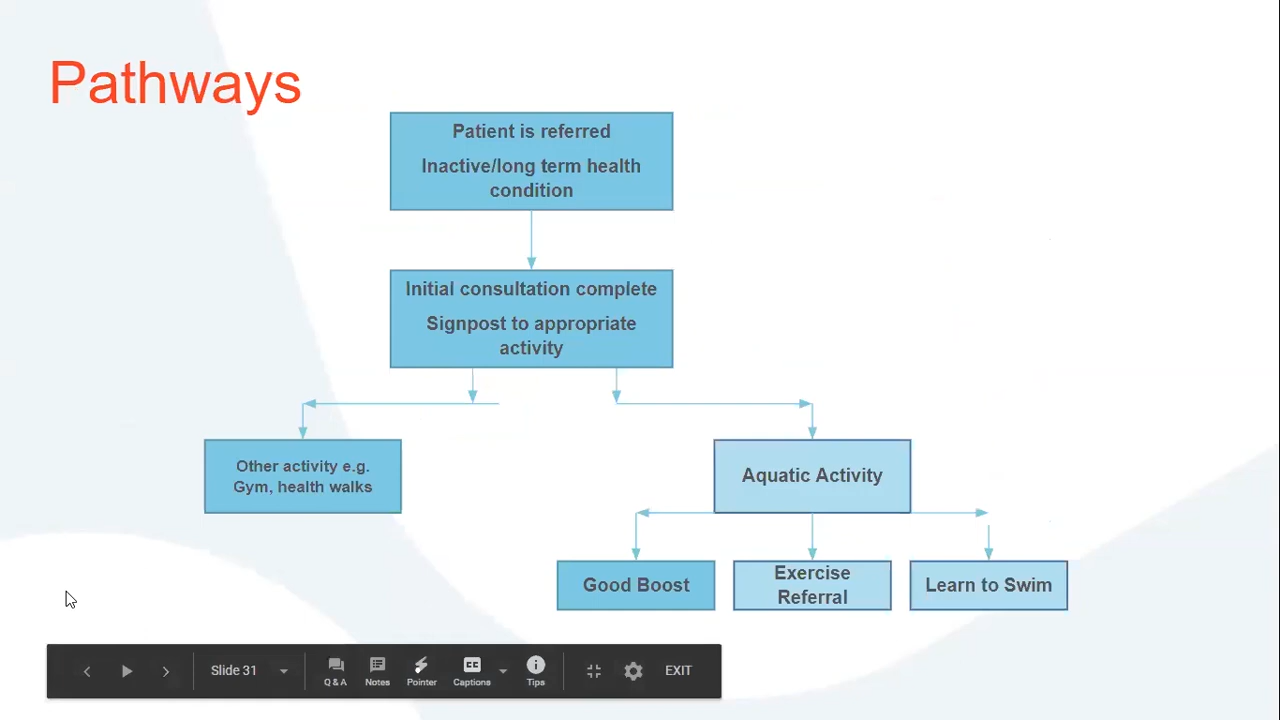 Pathways
Patient is referred
Inactive/long term health
condition
Initial consultation complete
Signpost to appropriate
activity
Other activity e.g.
Gym, health walks
Aquatic Activity
Good Boost
Exercise
Referral
Learn to Swim
Slide 31
Q & A
Notes
Pointer
CC
Captions
Tips
EXIT